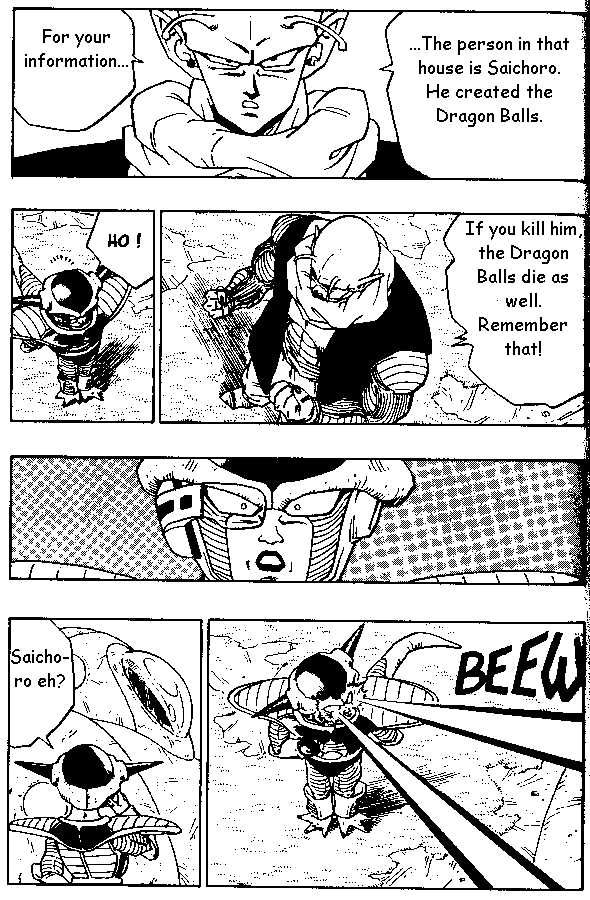 For your
information...
...The person in that
house is Saichoro.
He created the
Dragon Balls.
HO !
If you kill him,
the Dragon
Balls die as
well.
Remember
that!
Saicho-
ro eh?
BEEW